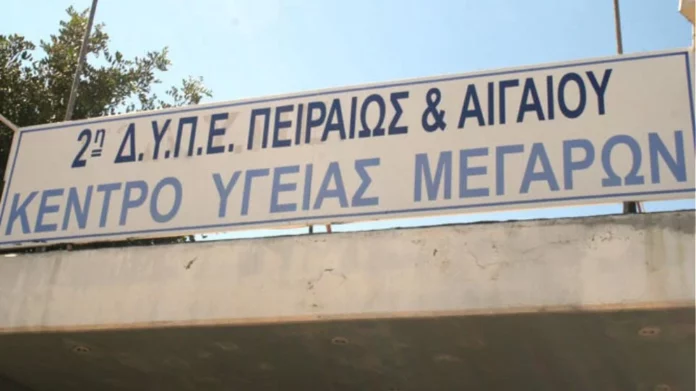 2η Δ.Υ.Π.Ε. ΠΕΙΡΑΙΩΣ & ΑΙΓΑΙΟΥ
ΚΕΝΤΡΟ ΥΓΕΙΑΣ ΜΕΓΑΡΩΝ